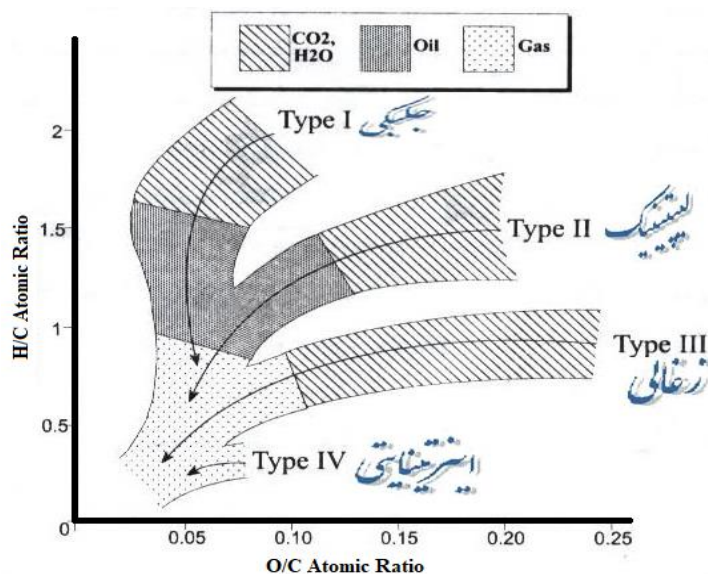 CO2,
H2O
Oil
Gas
2
Type I جلبکی
1.5
Type II لیپتینیک
1
Type III
زغالی
0.5
Type IV اینرتینایتی
0
0.05
0.10
0.15
0.20
0.25
H/C Atomic Ratio
O/C Atomic Ratio